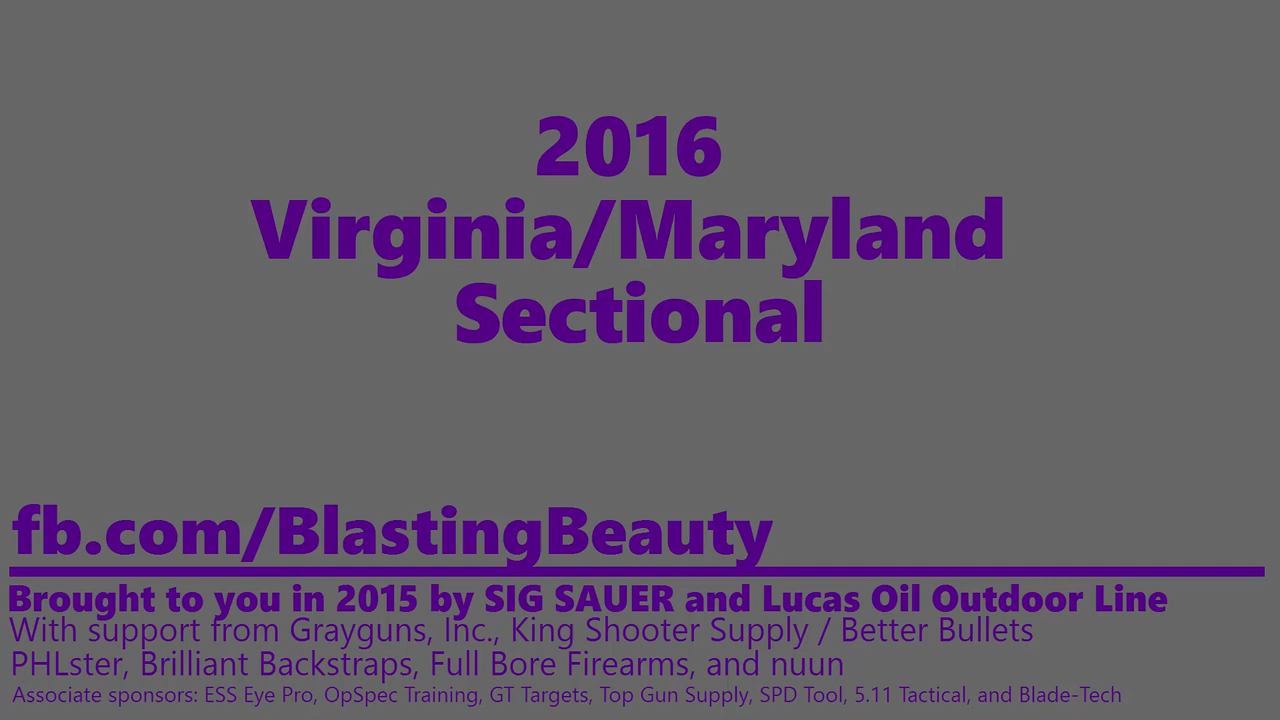 2016
Virginia/Maryland
Sectional
fb.com/BlastingBeauty
Brought to you in 2015 by SIG SAUER and Lucas Oil Outdoor Line
With support from Grayguns, Inc., King Shooter Supply / Better Bullets
PHLster, Brilliant Backstraps, Full Bore Firearms, and nuun
Associate sponsors: ESS Eye Pro, OpSpec Training, GT Targets, Top Gun Supply, SPD Tool, 5.11 Tactical, and Blade-Tech